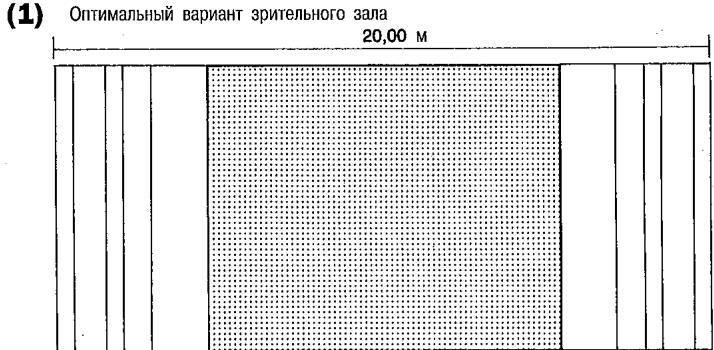 (1) Оптимальный вариант зрительного зала
20,00 м